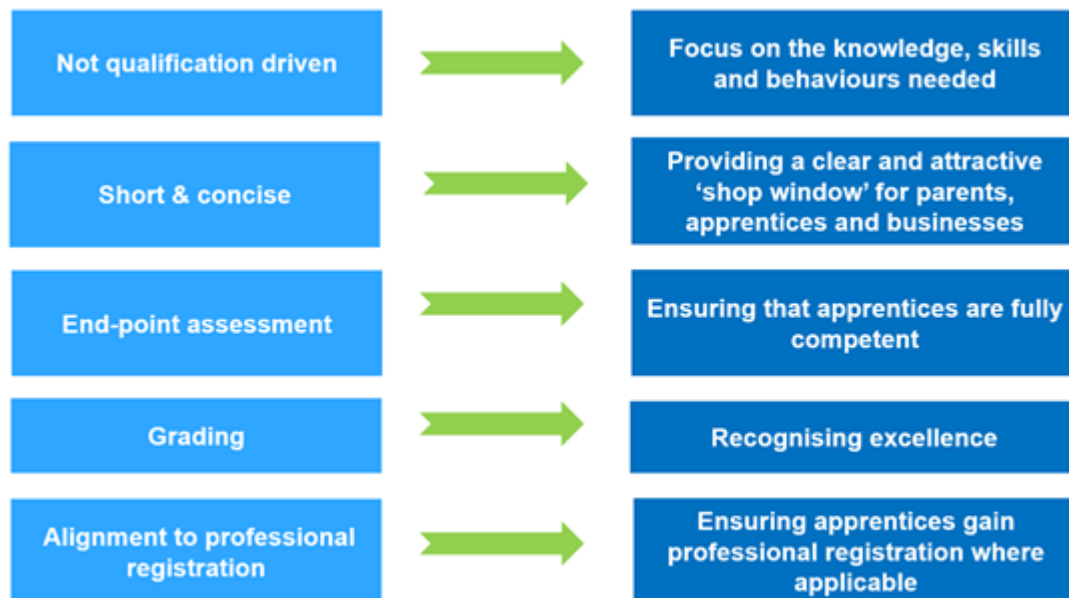 Not qualification driven
Focus on the knowledge, skills
and behaviours needed
Short & concise
Providing a clear and attractive
‘shop window’ for parents,
apprentices and businesses
End-point assessment
Ensuring that apprentices are fully
competent
Grading
Recognising excellence
Alignment to professional
registration
Ensuring apprentices gain
professional registration where
applicable